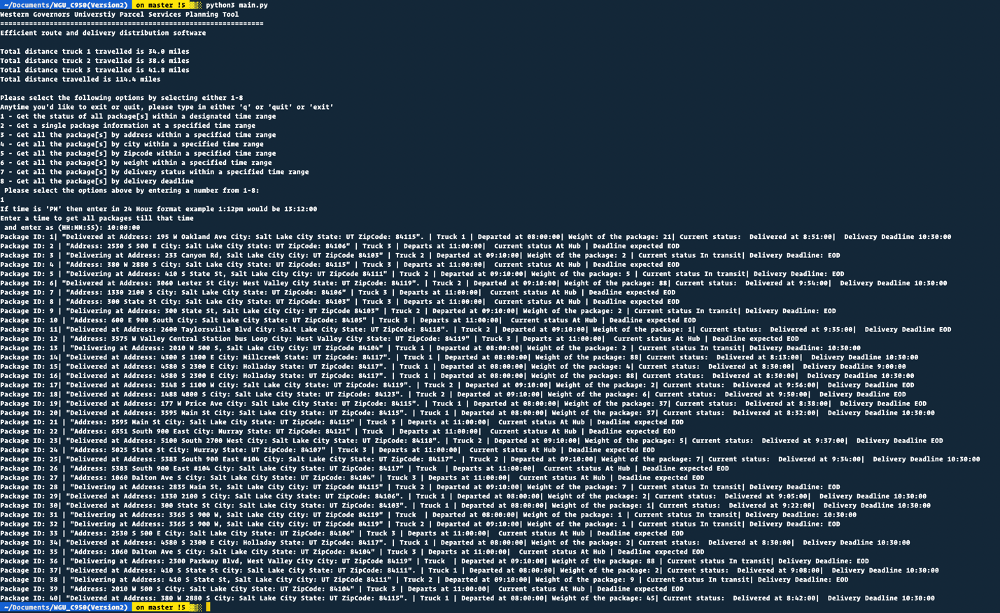 ~/Documents/WGU_C950(Version2) on master !5 python3 main.py
Western Governors Universtiy Parcel Services Planning Tool
================================================================
Efficient route and delivery distribution software
Total distance truck 1 travelled is 34.0 miles
Total distance truck 2 travelled is 38.6 miles
Total distance truck 3 travelled is 41.8 miles
Total distance travelled is 114.4 miles
Please select the following options by selecting either 1-8
Anytime you'd like to exit or quit, please type in either 'q' or 'quit' or 'exit'
1 - Get the status of all package[s] within a designated time range
2 - Get a single package information at a specified time range
3 - Get all the package[s] by address within a specified time range
4 - Get all the package[s] by city within a specified time range
5 - Get all the package[s] by Zipcode within a specified time range
6 - Get all the package[s] by weight within a specified time range
7 - Get all the package[s] by delivery status within a specified time range
8 - Get all the package[s] by delivery deadline
Please select the options above by entering a number from 1-8:
1
If time is 'PM' then enter in 24 Hour format example 1:12pm would be 13:12:00
Enter a time to get all packages till that time
and enter as (HH:MM:SS): 10:00:00
Package ID: 1| "Delivered at Address: 195 W Oakland Ave City: Salt Lake City State: UT ZipCode: 84115". | Truck 1 | Departed at 08:00:00| Weight of the package: 21| Current status:  Delivered at 8:51:00|  Delivery Deadline 10:30:00
Package ID: 2 | "Address: 2530 S 500 E City: Salt Lake City State: UT ZipCode: 84106" | Truck 3 | Departs at 11:00:00|  Current status At Hub | Deadline expected EOD
Package ID: 3 | "Delivering at Address: 233 Canyon Rd, Salt Lake City City: UT ZipCode 84103" | Truck 2 | Departed at 09:10:00| Weight of the package: 2 | Current status In transit| Delivery Deadline: EOD
Package ID: 4 | "Address: 380 W 2880 S City: Salt Lake City State: UT ZipCode: 84115" | Truck 3 | Departs at 11:00:00|  Current status At Hub | Deadline expected EOD
Package ID: 5 | "Delivering at Address: 410 S State St, Salt Lake City City: UT ZipCode 84111" | Truck 2 | Departed at 09:10:00| Weight of the package: 5 | Current status In transit| Delivery Deadline: EOD
Package ID: 6| "Delivered at Address: 3060 Lester St City: West Valley City State: UT ZipCode: 84119". | Truck 2 | Departed at 09:10:00| Weight of the package: 88| Current status:  Delivered at 9:54:00|  Delivery Deadline 10:30:00
Package ID: 7 | "Address: 1330 2100 S City: Salt Lake City State: UT ZipCode: 84106" | Truck 3 | Departs at 11:00:00|  Current status At Hub | Deadline expected EOD
Package ID: 8 | "Address: 300 State St City: Salt Lake City State: UT ZipCode: 84103" | Truck 3 | Departs at 11:00:00|  Current status At Hub | Deadline expected EOD
Package ID: 9 | "Delivering at Address: 300 State St, Salt Lake City City: UT ZipCode 84103" | Truck 2 | Departed at 09:10:00| Weight of the package: 2 | Current status In transit| Delivery Deadline: EOD
Package ID: 10 | "Address: 600 E 900 South City: Salt Lake City State: UT ZipCode: 84105" | Truck 3 | Departs at 11:00:00|  Current status At Hub | Deadline expected EOD
Package ID: 11| "Delivered at Address: 2600 Taylorsville Blvd City: Salt Lake City State: UT ZipCode: 84118". | Truck 2 | Departed at 09:10:00| Weight of the package: 1| Current status:  Delivered at 9:35:00|  Delivery Deadline EOD
Package ID: 12 | "Address: 3575 W Valley Central Station bus Loop City: West Valley City State: UT ZipCode: 84119" | Truck 3 | Departs at 11:00:00|  Current status At Hub | Deadline expected EOD
Package ID: 13 | "Delivering at Address: 2010 W 500 S, Salt Lake City City: UT ZipCode 84104" | Truck 1 | Departed at 08:00:00| Weight of the package: 2 | Current status In transit| Delivery Deadline: 10:30:00
Package ID: 14| "Delivered at Address: 4300 S 1300 E City: Millcreek State: UT ZipCode: 84117". | Truck 1 | Departed at 08:00:00| Weight of the package: 88| Current status:  Delivered at 8:13:00|  Delivery Deadline 10:30:00
Package ID: 15| "Delivered at Address: 4580 S 2300 E City: Holladay State: UT ZipCode: 84117". | Truck 1 | Departed at 08:00:00| Weight of the package: 4| Current status:  Delivered at 8:30:00|  Delivery Deadline 9:00:00
Package ID: 16| "Delivered at Address: 4580 S 2300 E City: Holladay State: UT ZipCode: 84117". | Truck 1 | Departed at 08:00:00| Weight of the package: 88| Current status:  Delivered at 8:30:00|  Delivery Deadline 10:30:00
Package ID: 17| "Delivered at Address: 3148 S 1100 W City: Salt Lake City State: UT ZipCode: 84119". | Truck 2 | Departed at 09:10:00| Weight of the package: 2| Current status:  Delivered at 9:56:00|  Delivery Deadline EOD
Package ID: 18| "Delivered at Address: 1488 4800 S City: Salt Lake City State: UT ZipCode: 84123". | Truck 2 | Departed at 09:10:00| Weight of the package: 6| Current status:  Delivered at 9:50:00|  Delivery Deadline EOD
Package ID: 19| "Delivered at Address: 177 W Price Ave City: Salt Lake City State: UT ZipCode: 84115". | Truck 1 | Departed at 08:00:00| Weight of the package: 37| Current status:  Delivered at 8:38:00|  Delivery Deadline EOD
Package ID: 20| "Delivered at Address: 3595 Main St City: Salt Lake City State: UT ZipCode: 84115". | Truck 1 | Departed at 08:00:00| Weight of the package: 37| Current status:  Delivered at 8:32:00|  Delivery Deadline 10:30:00
Package ID: 21 | "Address: 3595 Main St City: Salt Lake City State: UT ZipCode: 84115" | Truck 3 | Departs at 11:00:00|  Current status At Hub | Deadline expected EOD
Package ID: 22 | "Address: 6351 South 900 East City: Murray State: UT ZipCode: 84121" | Truck  | Departs at 11:00:00|  Current status At Hub | Deadline expected EOD
Package ID: 23| "Delivered at Address: 5100 South 2700 West City: Salt Lake City State: UT ZipCode: 84118". | Truck 2 | Departed at 09:10:00| Weight of the package: 5| Current status:  Delivered at 9:37:00|  Delivery Deadline EOD
Package ID: 24 | "Address: 5025 State St City: Murray State: UT ZipCode: 84107" | Truck 3 | Departs at 11:00:00|  Current status At Hub | Deadline expected EOD
Package ID: 25| "Delivered at Address: 5383 South 900 East #104 City: Salt Lake City State: UT ZipCode: 84117". | Truck 2 | Departed at 09:10:00| Weight of the package: 7| Current status:  Delivered at 9:34:00|  Delivery Deadline 10:30:00
Package ID: 26 | "Address: 5383 South 900 East #104 City: Salt Lake City State: UT ZipCode: 84117" | Truck  | Departs at 11:00:00|  Current status At Hub | Deadline expected EOD
Package ID: 27 | "Address: 1060 Dalton Ave S City: Salt Lake City State: UT ZipCode: 84104" | Truck 3 | Departs at 11:00:00|  Current status At Hub | Deadline expected EOD
Package ID: 28 | "Delivering at Address: 2835 Main St, Salt Lake City City: UT ZipCode 84115" | Truck 2 | Departed at 09:10:00| Weight of the package: 7 | Current status In transit| Delivery Deadline: EOD
Package ID: 29| "Delivered at Address: 1330 2100 S City: Salt Lake City State: UT ZipCode: 84106". | Truck 1 | Departed at 08:00:00| Weight of the package: 2| Current status:  Delivered at 9:05:00|  Delivery Deadline 10:30:00
Package ID: 30| "Delivered at Address: 300 State St City: Salt Lake City State: UT ZipCode: 84103". | Truck 1 | Departed at 08:00:00| Weight of the package: 1| Current status:  Delivered at 9:22:00|  Delivery Deadline 10:30:00
Package ID: 31 | "Delivering at Address: 3365 S 900 W, Salt Lake City City: UT ZipCode 84119" | Truck  | Departed at 08:00:00| Weight of the package: 1 | Current status In transit| Delivery Deadline: 10:30:00
Package ID: 32 | "Delivering at Address: 3365 S 900 W, Salt Lake City City: UT ZipCode 84119" | Truck 2 | Departed at 09:10:00| Weight of the package: 1 | Current status In transit| Delivery Deadline: EOD
Package ID: 33 | "Address: 2530 S 500 E City: Salt Lake City State: UT ZipCode: 84106" | Truck 3 | Departs at 11:00:00|  Current status At Hub | Deadline expected EOD
Package ID: 34| "Delivered at Address: 4580 S 2300 E City: Holladay State: UT ZipCode: 84117". | Truck 1 | Departed at 08:00:00| Weight of the package: 2| Current status:  Delivered at 8:30:00|  Delivery Deadline 10:30:00
Package ID: 35 | "Address: 1060 Dalton Ave S City: Salt Lake City State: UT ZipCode: 84104" | Truck 3 | Departs at 11:00:00|  Current status At Hub | Deadline expected EOD
Package ID: 36 | "Delivering at Address: 2300 Parkway Blvd, West Valley City City: UT ZipCode 84119" | Truck  | Departed at 09:10:00| Weight of the package: 88 | Current status In transit| Delivery Deadline: EOD
Package ID: 37| "Delivered at Address: 410 S State St City: Salt Lake City State: UT ZipCode: 84111". | Truck 1 | Departed at 08:00:00| Weight of the package: 2| Current status:  Delivered at 9:08:00|  Delivery Deadline 10:30:00
Package ID: 38 | "Delivering at Address: 410 S State St, Salt Lake City City: UT ZipCode 84111" | Truck 2 | Departed at 09:10:00| Weight of the package: 9 | Current status In transit| Delivery Deadline: EOD
Package ID: 39 | "Address: 2010 W 500 S City: Salt Lake City State: UT ZipCode: 84104" | Truck 3 | Departs at 11:00:00|  Current status At Hub | Deadline expected EOD
Package ID: 40| "Delivered at Address: 380 W 2880 S City: Salt Lake City State: UT ZipCode: 84115". | Truck 1 | Departed at 08:00:00| Weight of the package: 45| Current status:  Delivered at 8:42:00|  Delivery Deadline 10:30:00
~/Documents/WGU_C950(Version2) on master !5